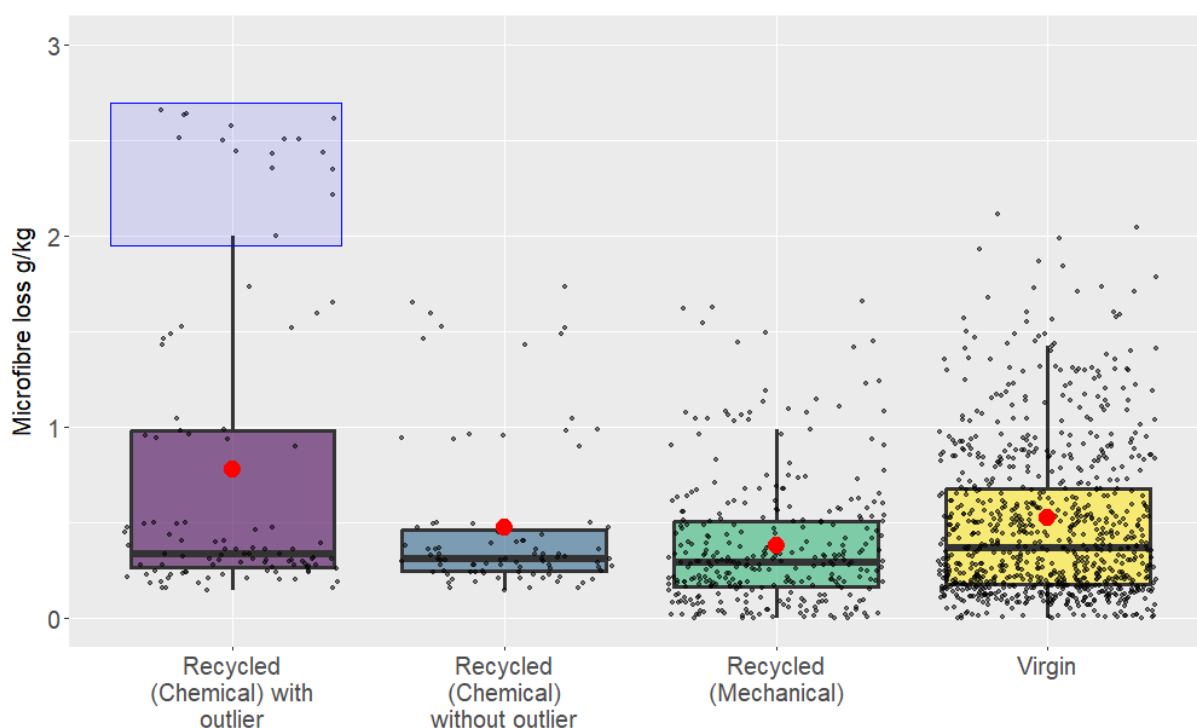 3
2
1
0
Microfibre loss g/kg
Recycled
(Chemical) with
outlier
Recycled
(Chemical)
without outlier
Recycled
(Mechanical)
Virgin